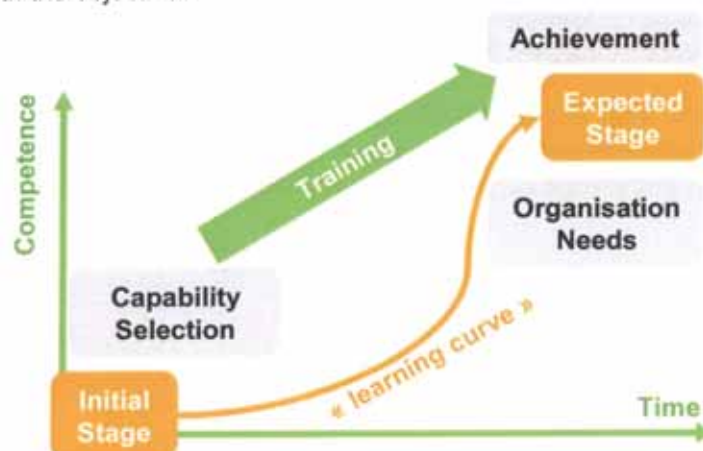 Achievement
Expected
Stage
Competence
Training
Organisation
Needs
Capability
Selection
« learning curve »
Initial
Stage
Time